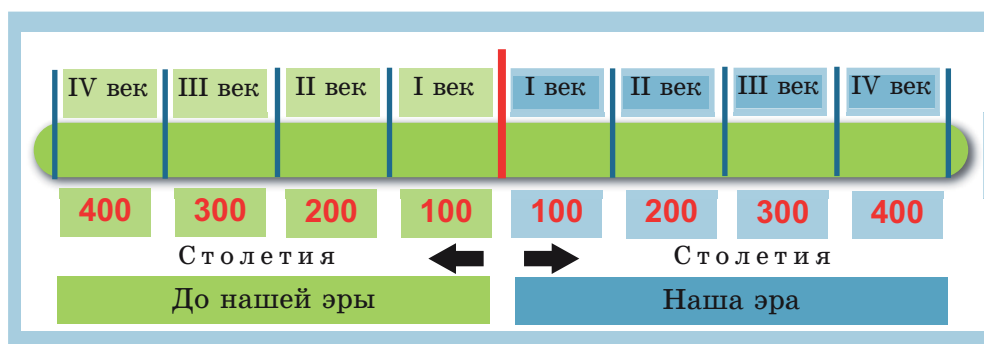 IV век III век II век I век I век II век III век IV век
400 300 200 100 100 200 300 400
Столетия Столетия
До нашей эры Наша эра